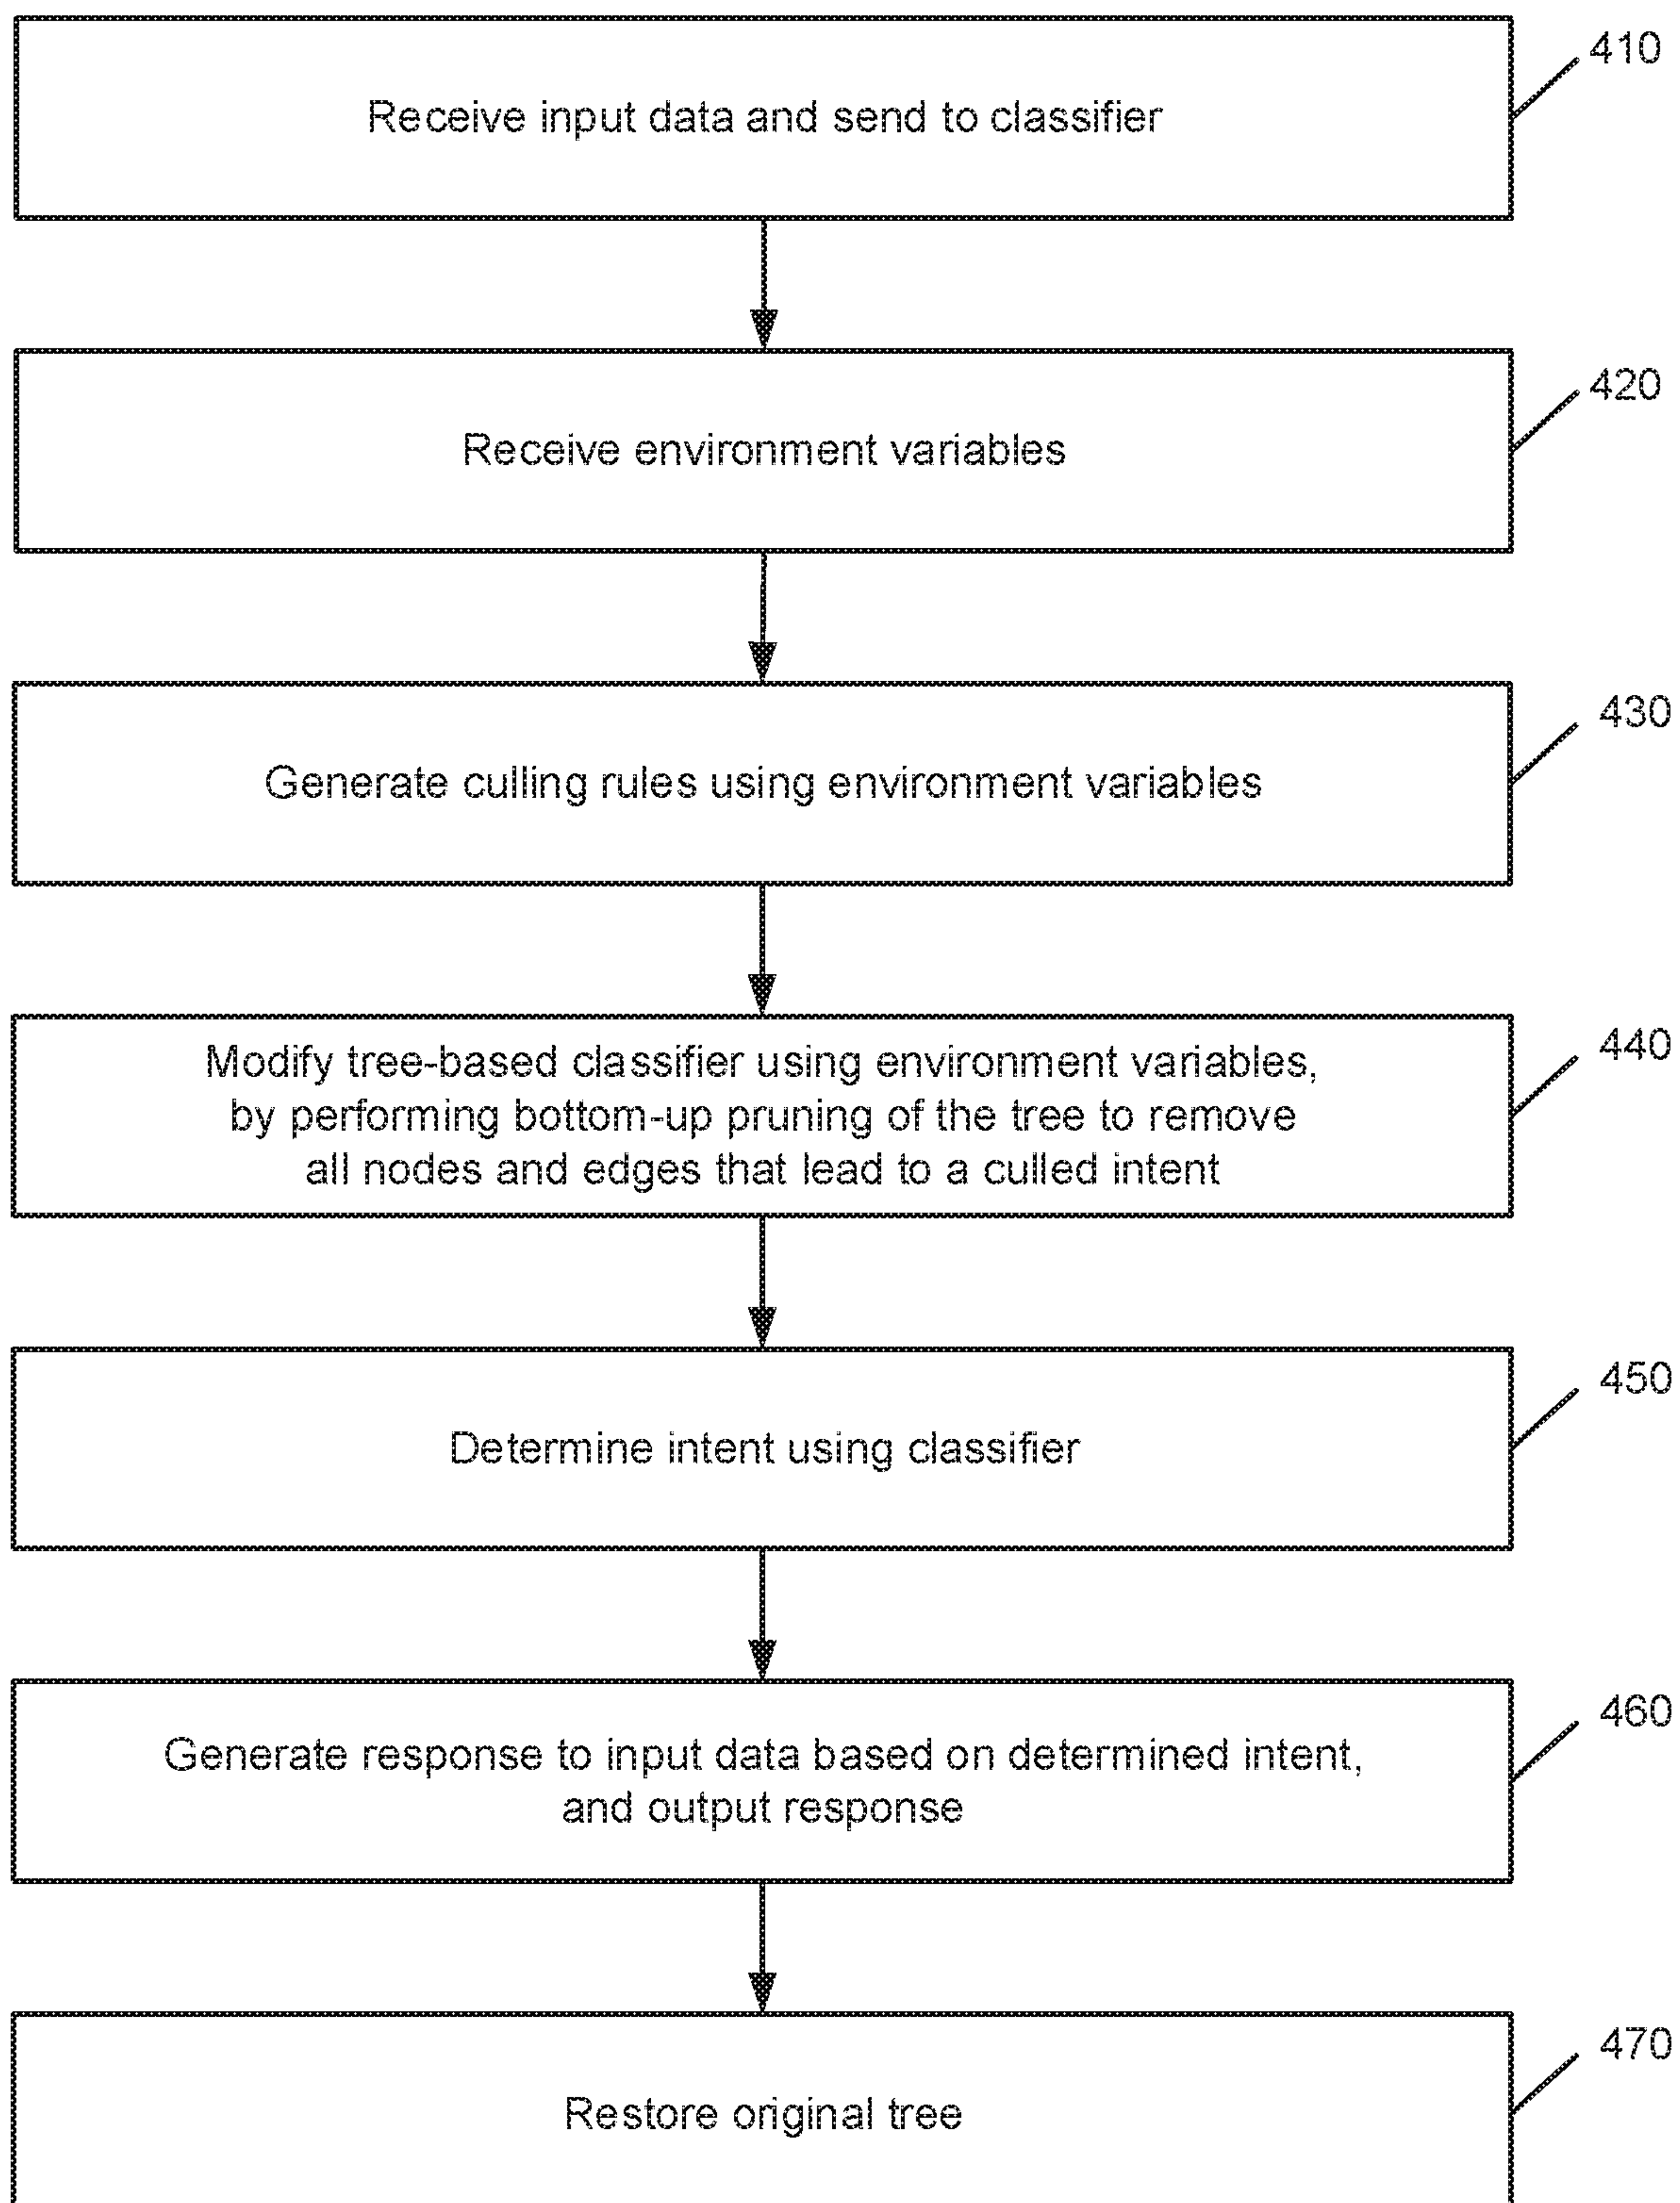 410
Receive input data and send to classifier
420
Receive environment variables
430
Generate culling rules using environment variables
440
Modify tree-based classifier using environment variables,
by performing bottom-up pruning of the tree to remove
all nodes and edges that lead to a culled intent
450
Determine intent using classifier
460
Generate response to input data based on determined intent,
and output response
470
Restore original tree